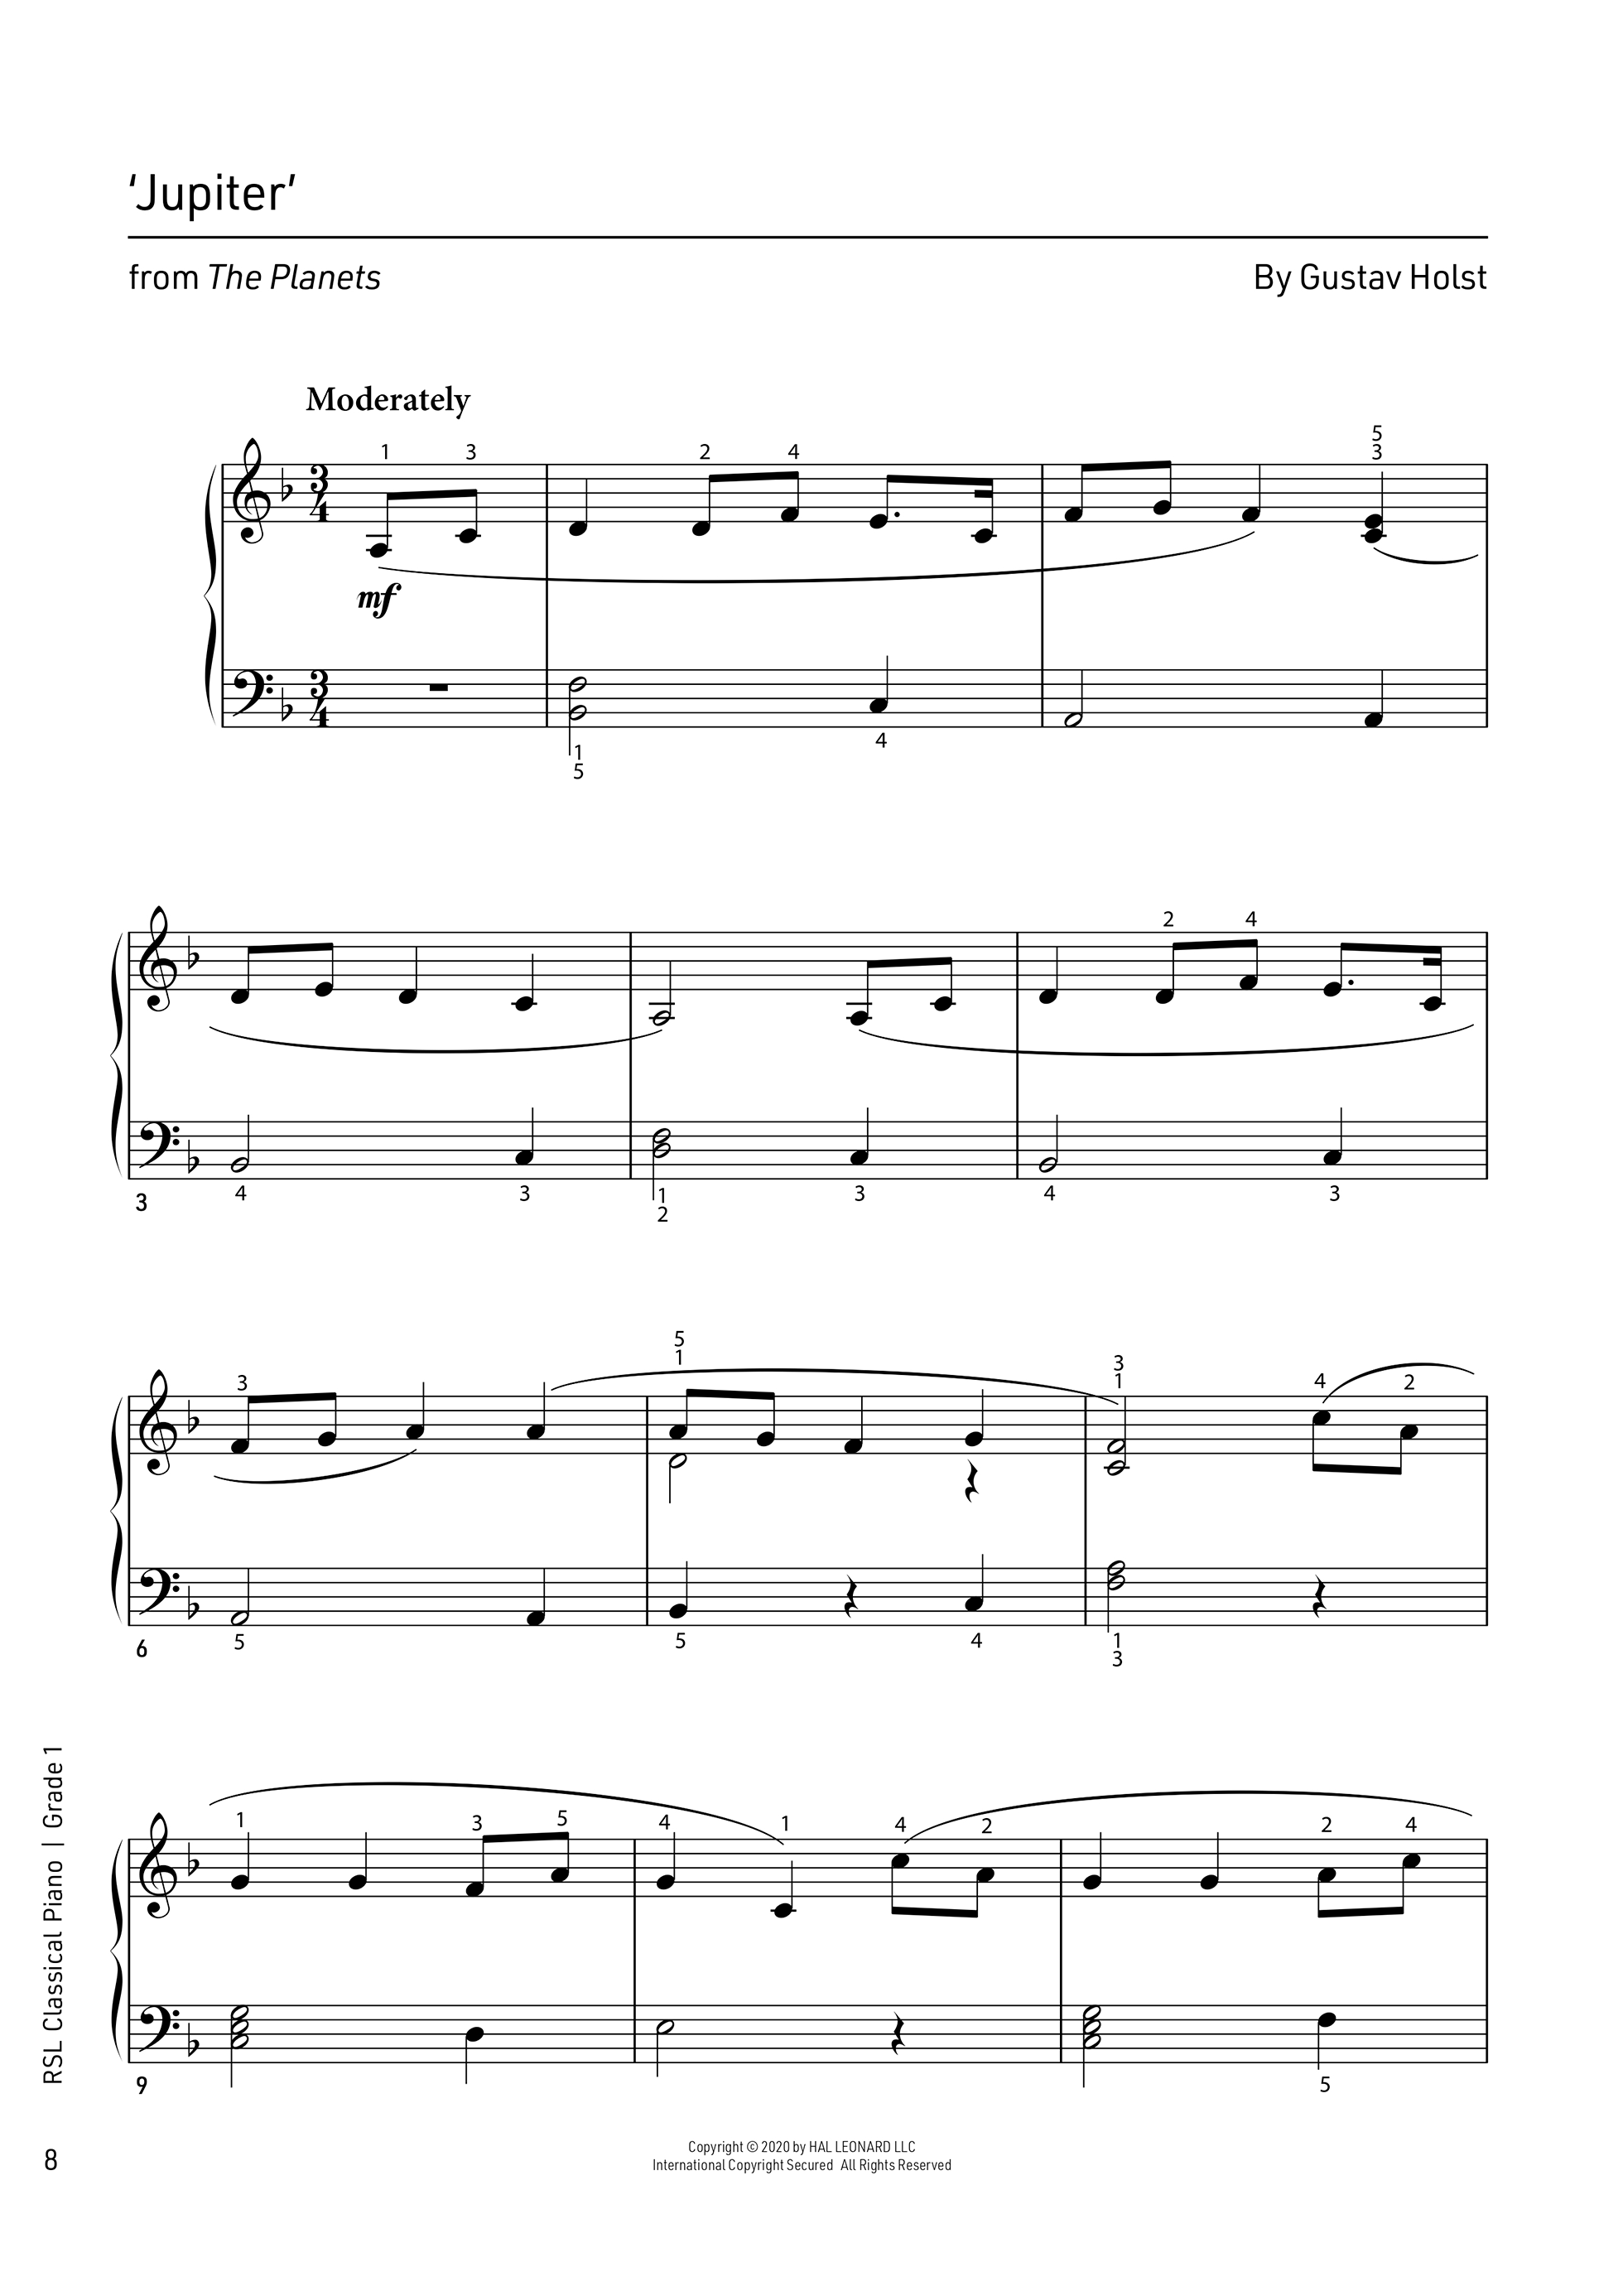 ‘Jupiter’
from The Planets
By Gustav Holst
Moderately
1 3 2 4 5
3
3
4
mf
3
4
1
5
4
2 4
3
4 3 1
2
3 4 3
3 5
1
3
1
4 2
6
5 5 4 1
3
1 3 5 4 1 4 2 2 4
9
5
RSL Classical Piano | Grade 1
8
Copyright © 2020 by HAL LEONARD LLC
International Copyright Secured All Rights Reserved